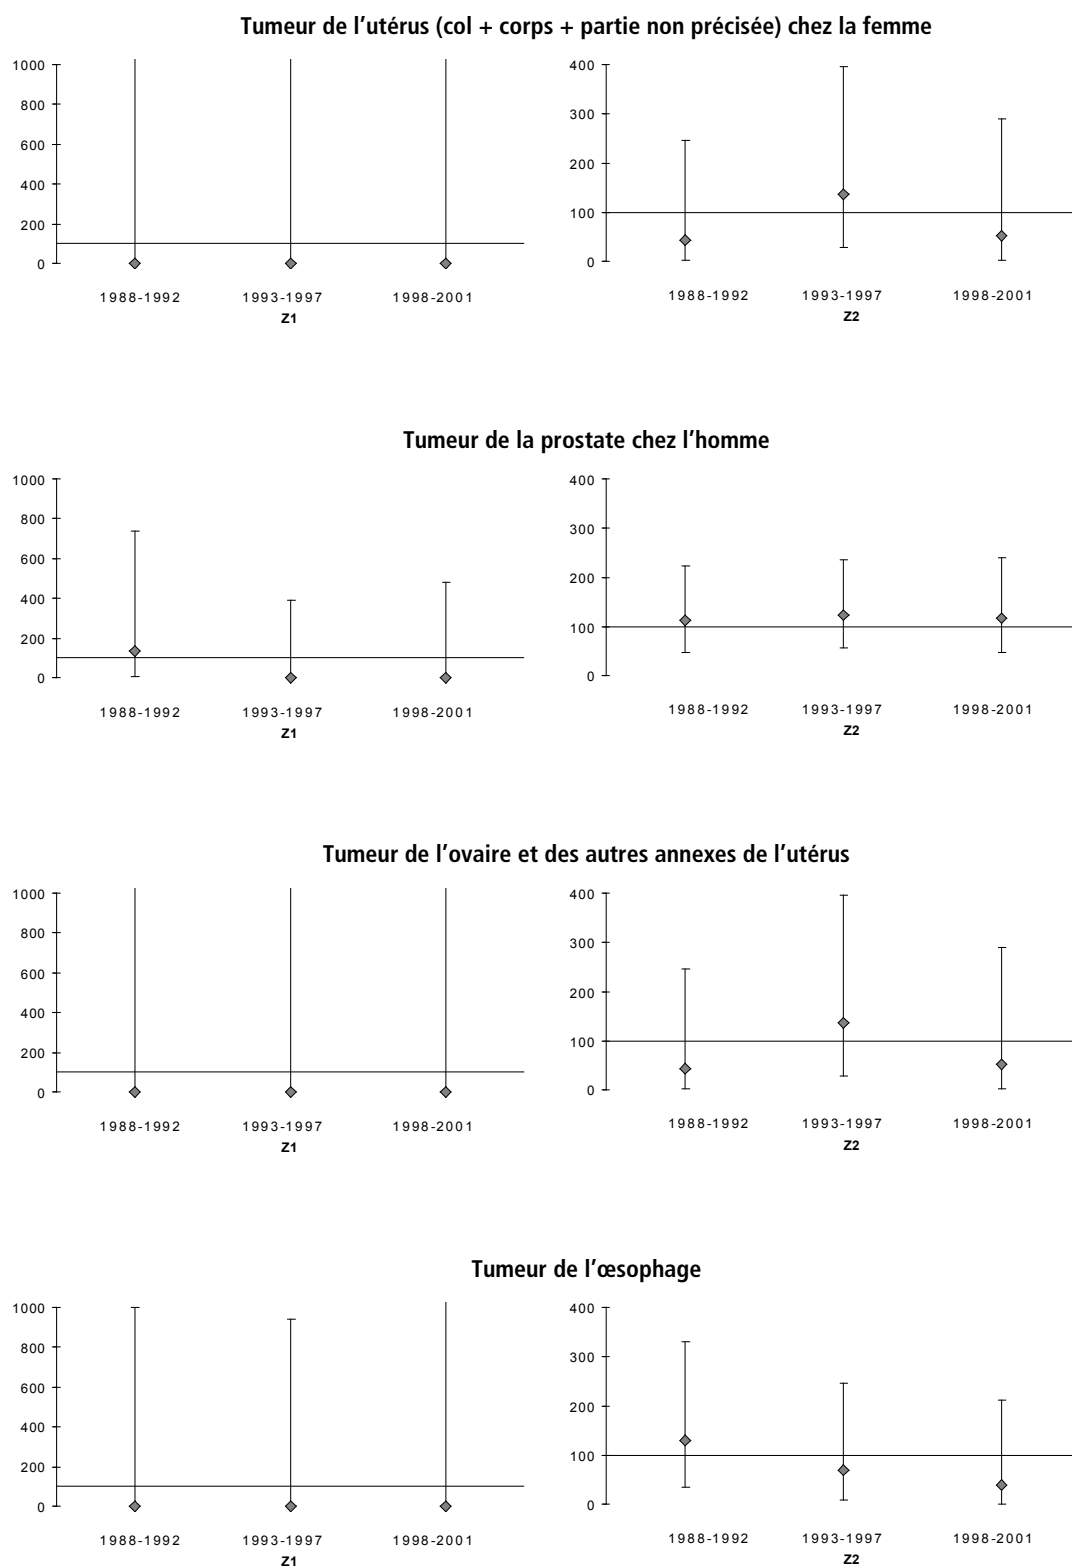 Tumeur de l'utérus (col + corps + partie non précisée) chez la femme
1000
800
600
400
200
0
1988-1992 1993-1997 1998-2001
Z1
400
300
200
100
0
1988-1992 1993-1997 1998-2001
Z2
Tumeur de la prostate chez l'homme
1000
800
600
400
200
0
1988-1992 1993-1997 1998-2001
Z1
400
300
200
100
0
1988-1992 1993-1997 1998-2001
Z2
Tumeur de l'ovaire et des autres annexes de l'utérus
1000
800
600
400
200
0
1988-1992 1993-1997 1998-2001
Z1
400
300
200
100
0
1988-1992 1993-1997 1998-2001
Z2
Tumeur de l'œsophage
1000
800
600
400
200
0
1988-1992 1993-1997 1998-2001
Z1
400
300
200
100
0
1988-1992 1993-1997 1998-2001
Z2